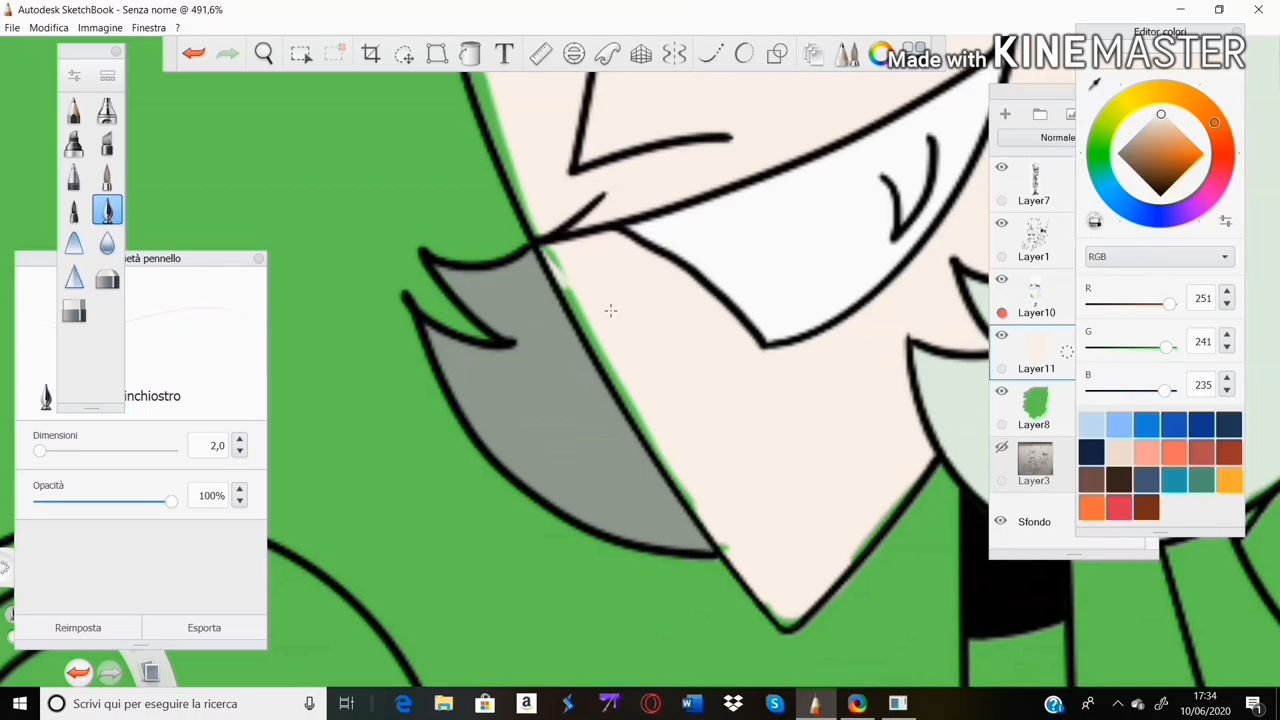 Autodesk SketchBook - Senza nome @ 491,6%
File Modifica Immagine Finestra ?
Editor colori
Made with KINEMASTER
Normale
Layer7
Layer1
Layer10
Layer11
Layer8
Layer3
Sfondo
RGB
R 251
G 241
B 235
inchiostro
Dimensioni
2,0
Opacità
100%
Reimposta Esporta
Scrivi qui per eseguire la ricerca
17:34
10/06/2020